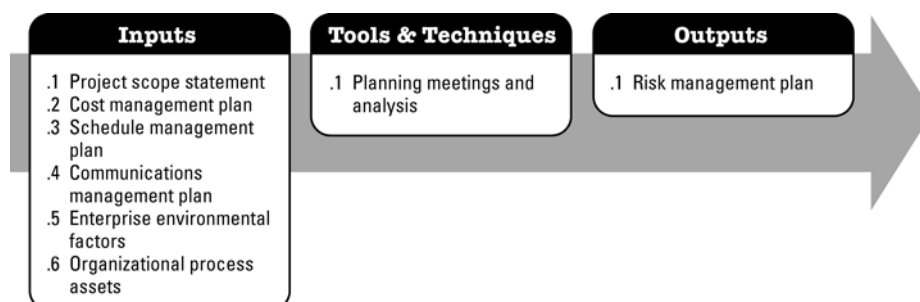 Inputs
.1 Project scope statement
.2 Cost management plan
.3 Schedule management
plan
.4 Communications
management plan
.5 Enterprise environmental
factors
.6 Organizational process
assets
Tools & Techniques
.1 Planning meetings and
analysis
Outputs
.1 Risk management plan